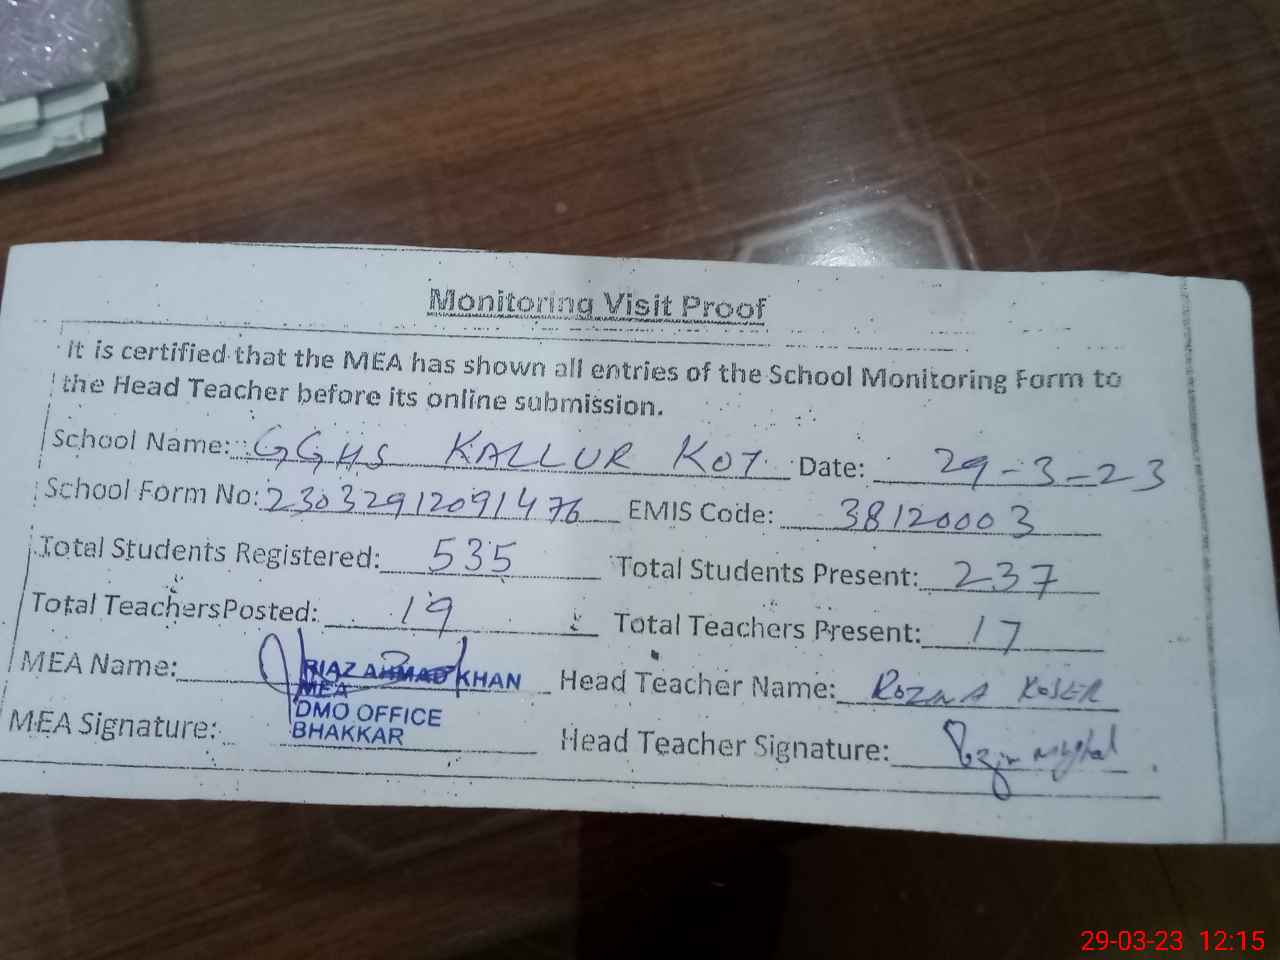 Monitoring Visit Proof
It is certified that the MEA has shown all entries of the School Monitoring Form to
the Head Teacher before its online submission.
School Name: GGHS KALLUR KOT Date: 29-3-23
School Form No: 23032912091476 EMIS Code: 38120003
Total Students Registered: 535 Total Students Present: 237
Total TeachersPosted: 19 Total Teachers Present: 17
MEA Name: RIAZ AHMAD KHAN Head Teacher Name: KOSER
MEA
DMO OFFICE
MEA Signature: BHAKKAR Head Teacher Signature:
29-03-23 12:15